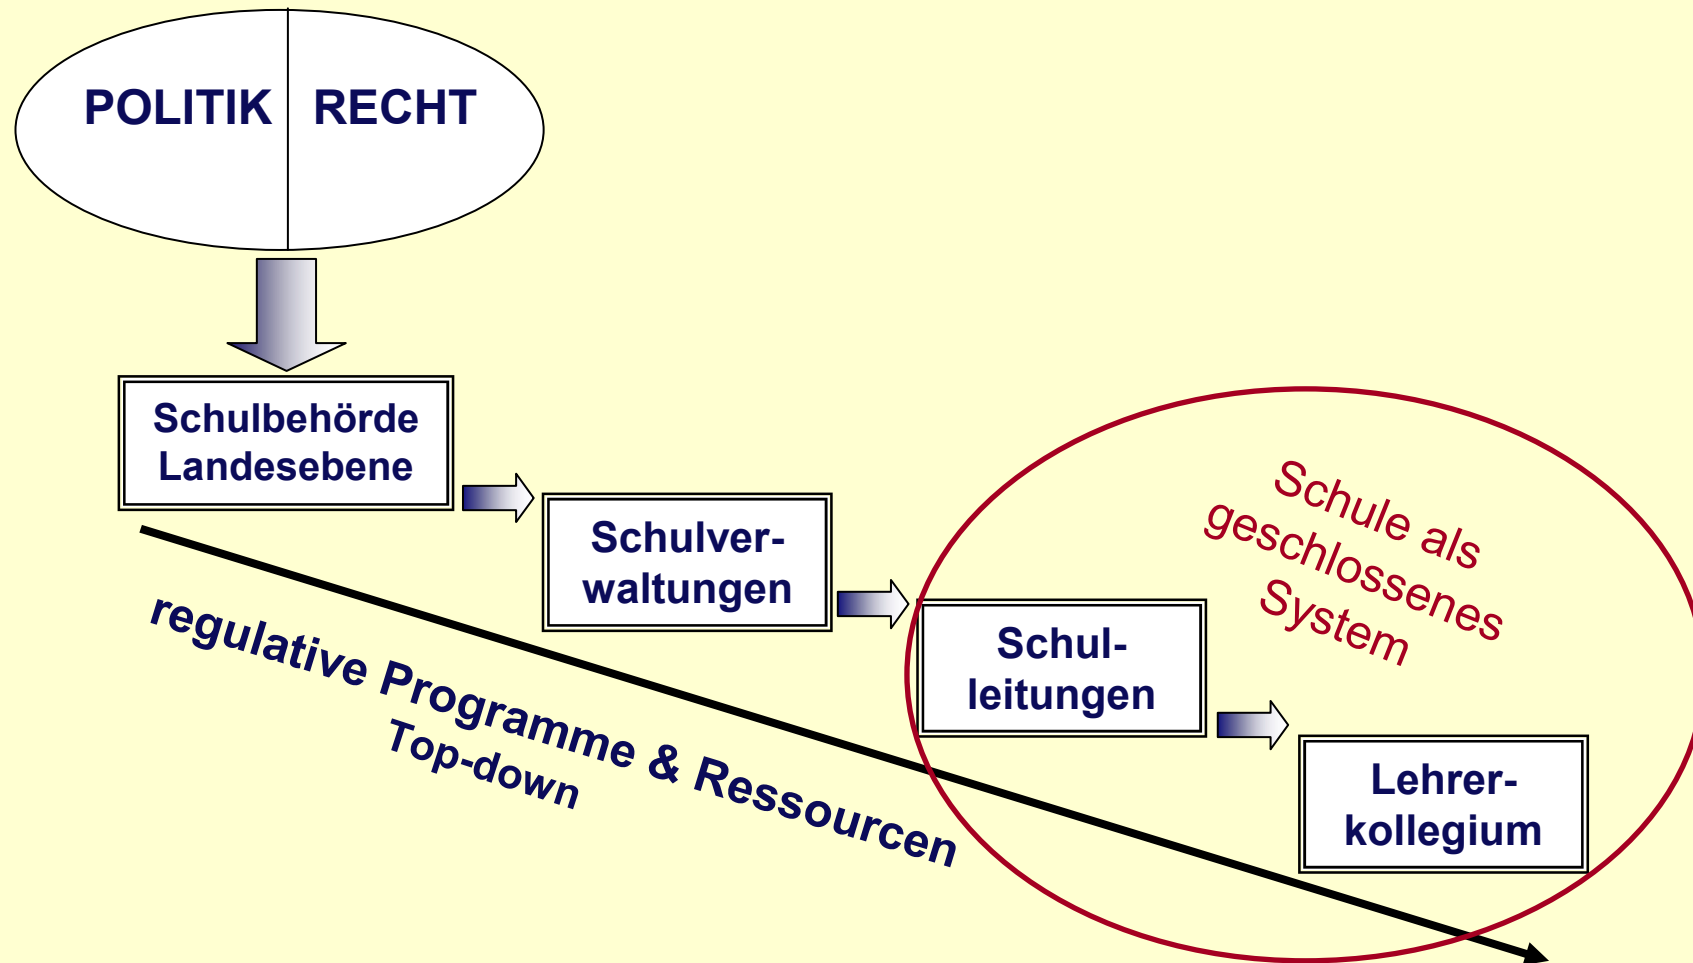 POLITIK RECHT
Schulbehörde
Landesebene
Schulver-
waltungen
Schul-
leitungen
Lehrer-
kollegium
Schule als
geschlossenes
System
regulative Programme & Ressourcen
Top-down